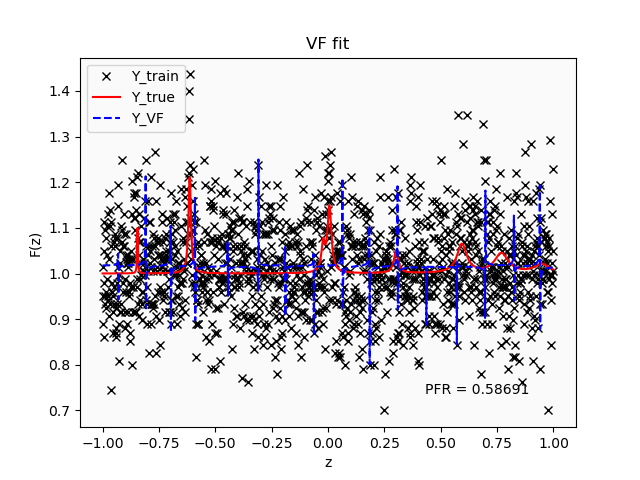 VF fit
Y_train
Y_true
Y_VF
F(z)
1.4
1.3
1.2
1.1
1.0
0.9
0.8
0.7
PFR = 0.58691
−1.00 −0.75 −0.50 −0.25 0.00 0.25 0.50 0.75 1.00
z